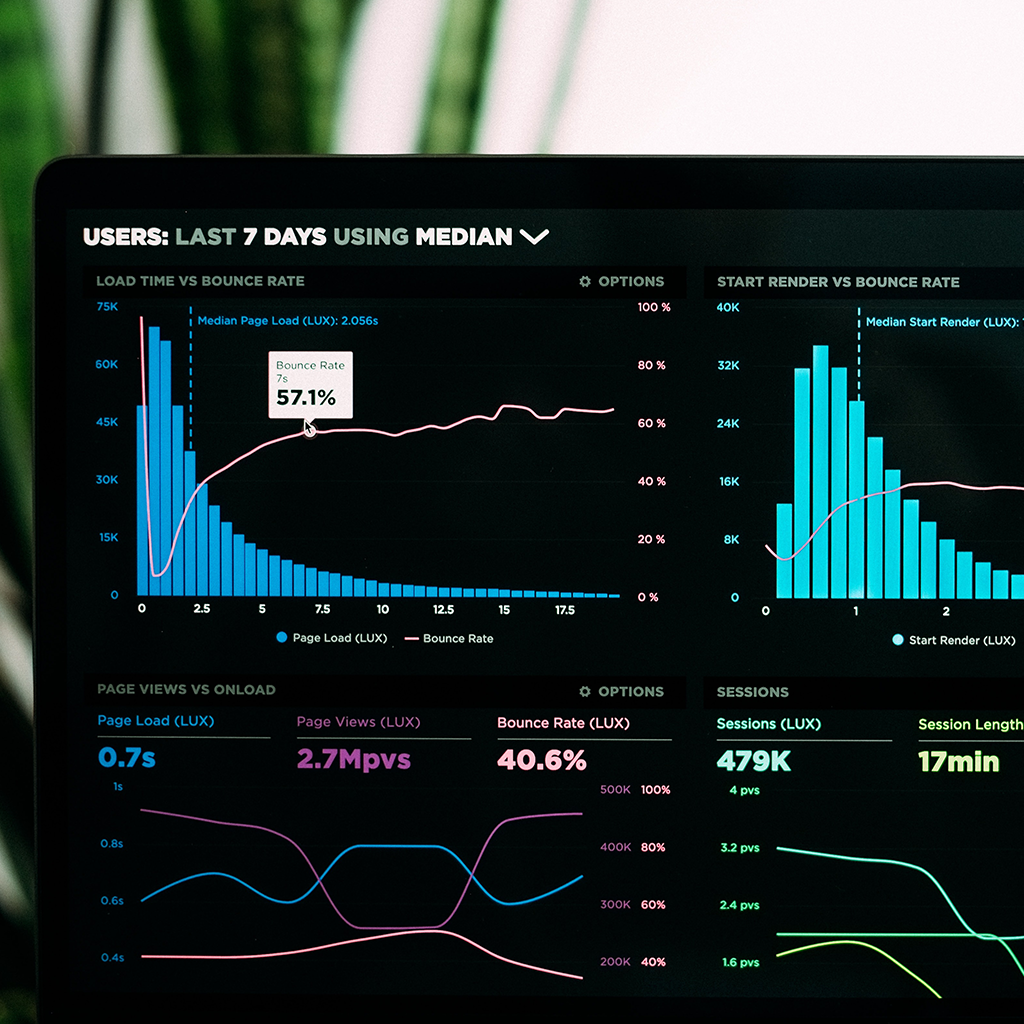 USERS: LAST 7 DAYS USING MEDIAN
LOAD TIME VS BOUNCE RATE
OPTIONS
75K
60K
45K
30K
15K
0
Median Page Load (LUX): 2.056s
Bounce Rate
7s
57.1%
100 %
80 %
60 %
40 %
20 %
0 %
0 2.5 5 7.5 10 12.5 15 17.5
Page Load (LUX) Bounce Rate
START RENDER VS BOUNCE RATE
40K
32K
24K
16K
8K
0
Median Start Render (LUX):
0 1 2
Start Render (LUX)
PAGE VIEWS VS ONLOAD
OPTIONS
Page Load (LUX)
0.7s
Page Views (LUX)
2.7Mpvs
Bounce Rate (LUX)
40.6%
1s
0.8s
0.6s
0.4s
500K 100%
400K 80%
300K 60%
200K 40%
SESSIONS
Sessions (LUX)
479K
Session Length
17min
4 pvs
3.2 pvs
2.4 pvs
1.6 pvs